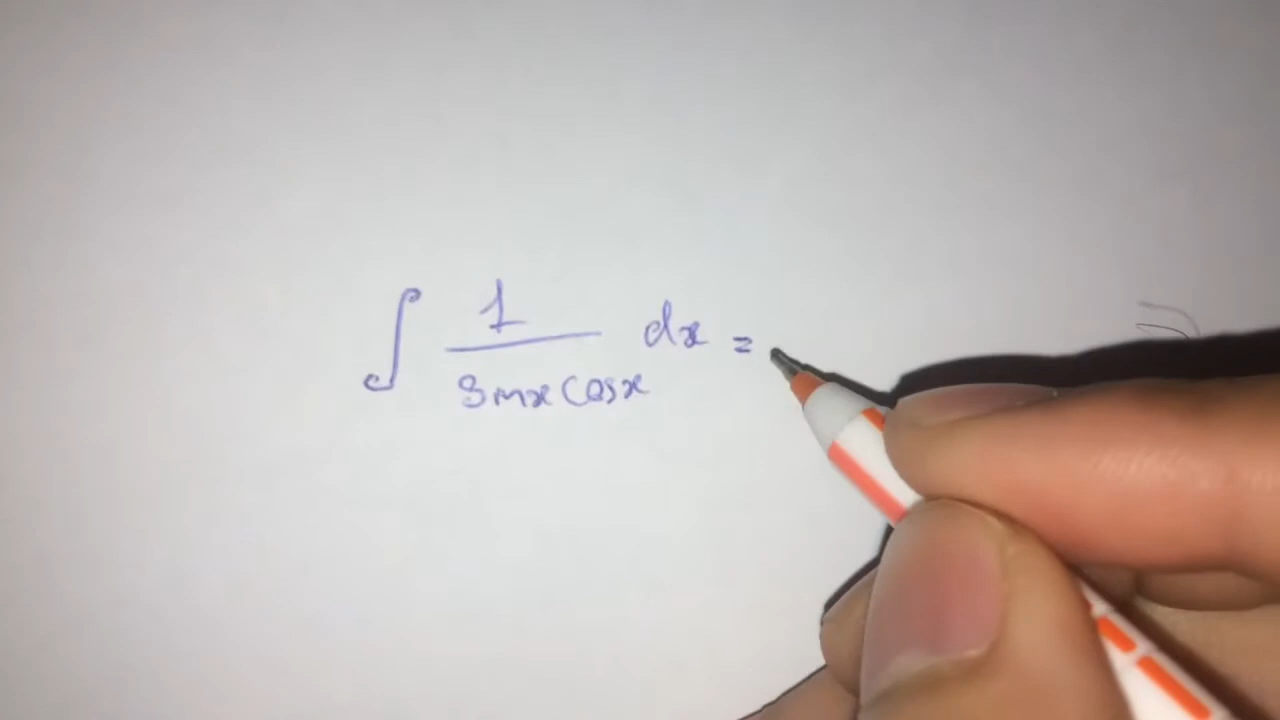 ∫ 1/(Sinx Cosx) dx =